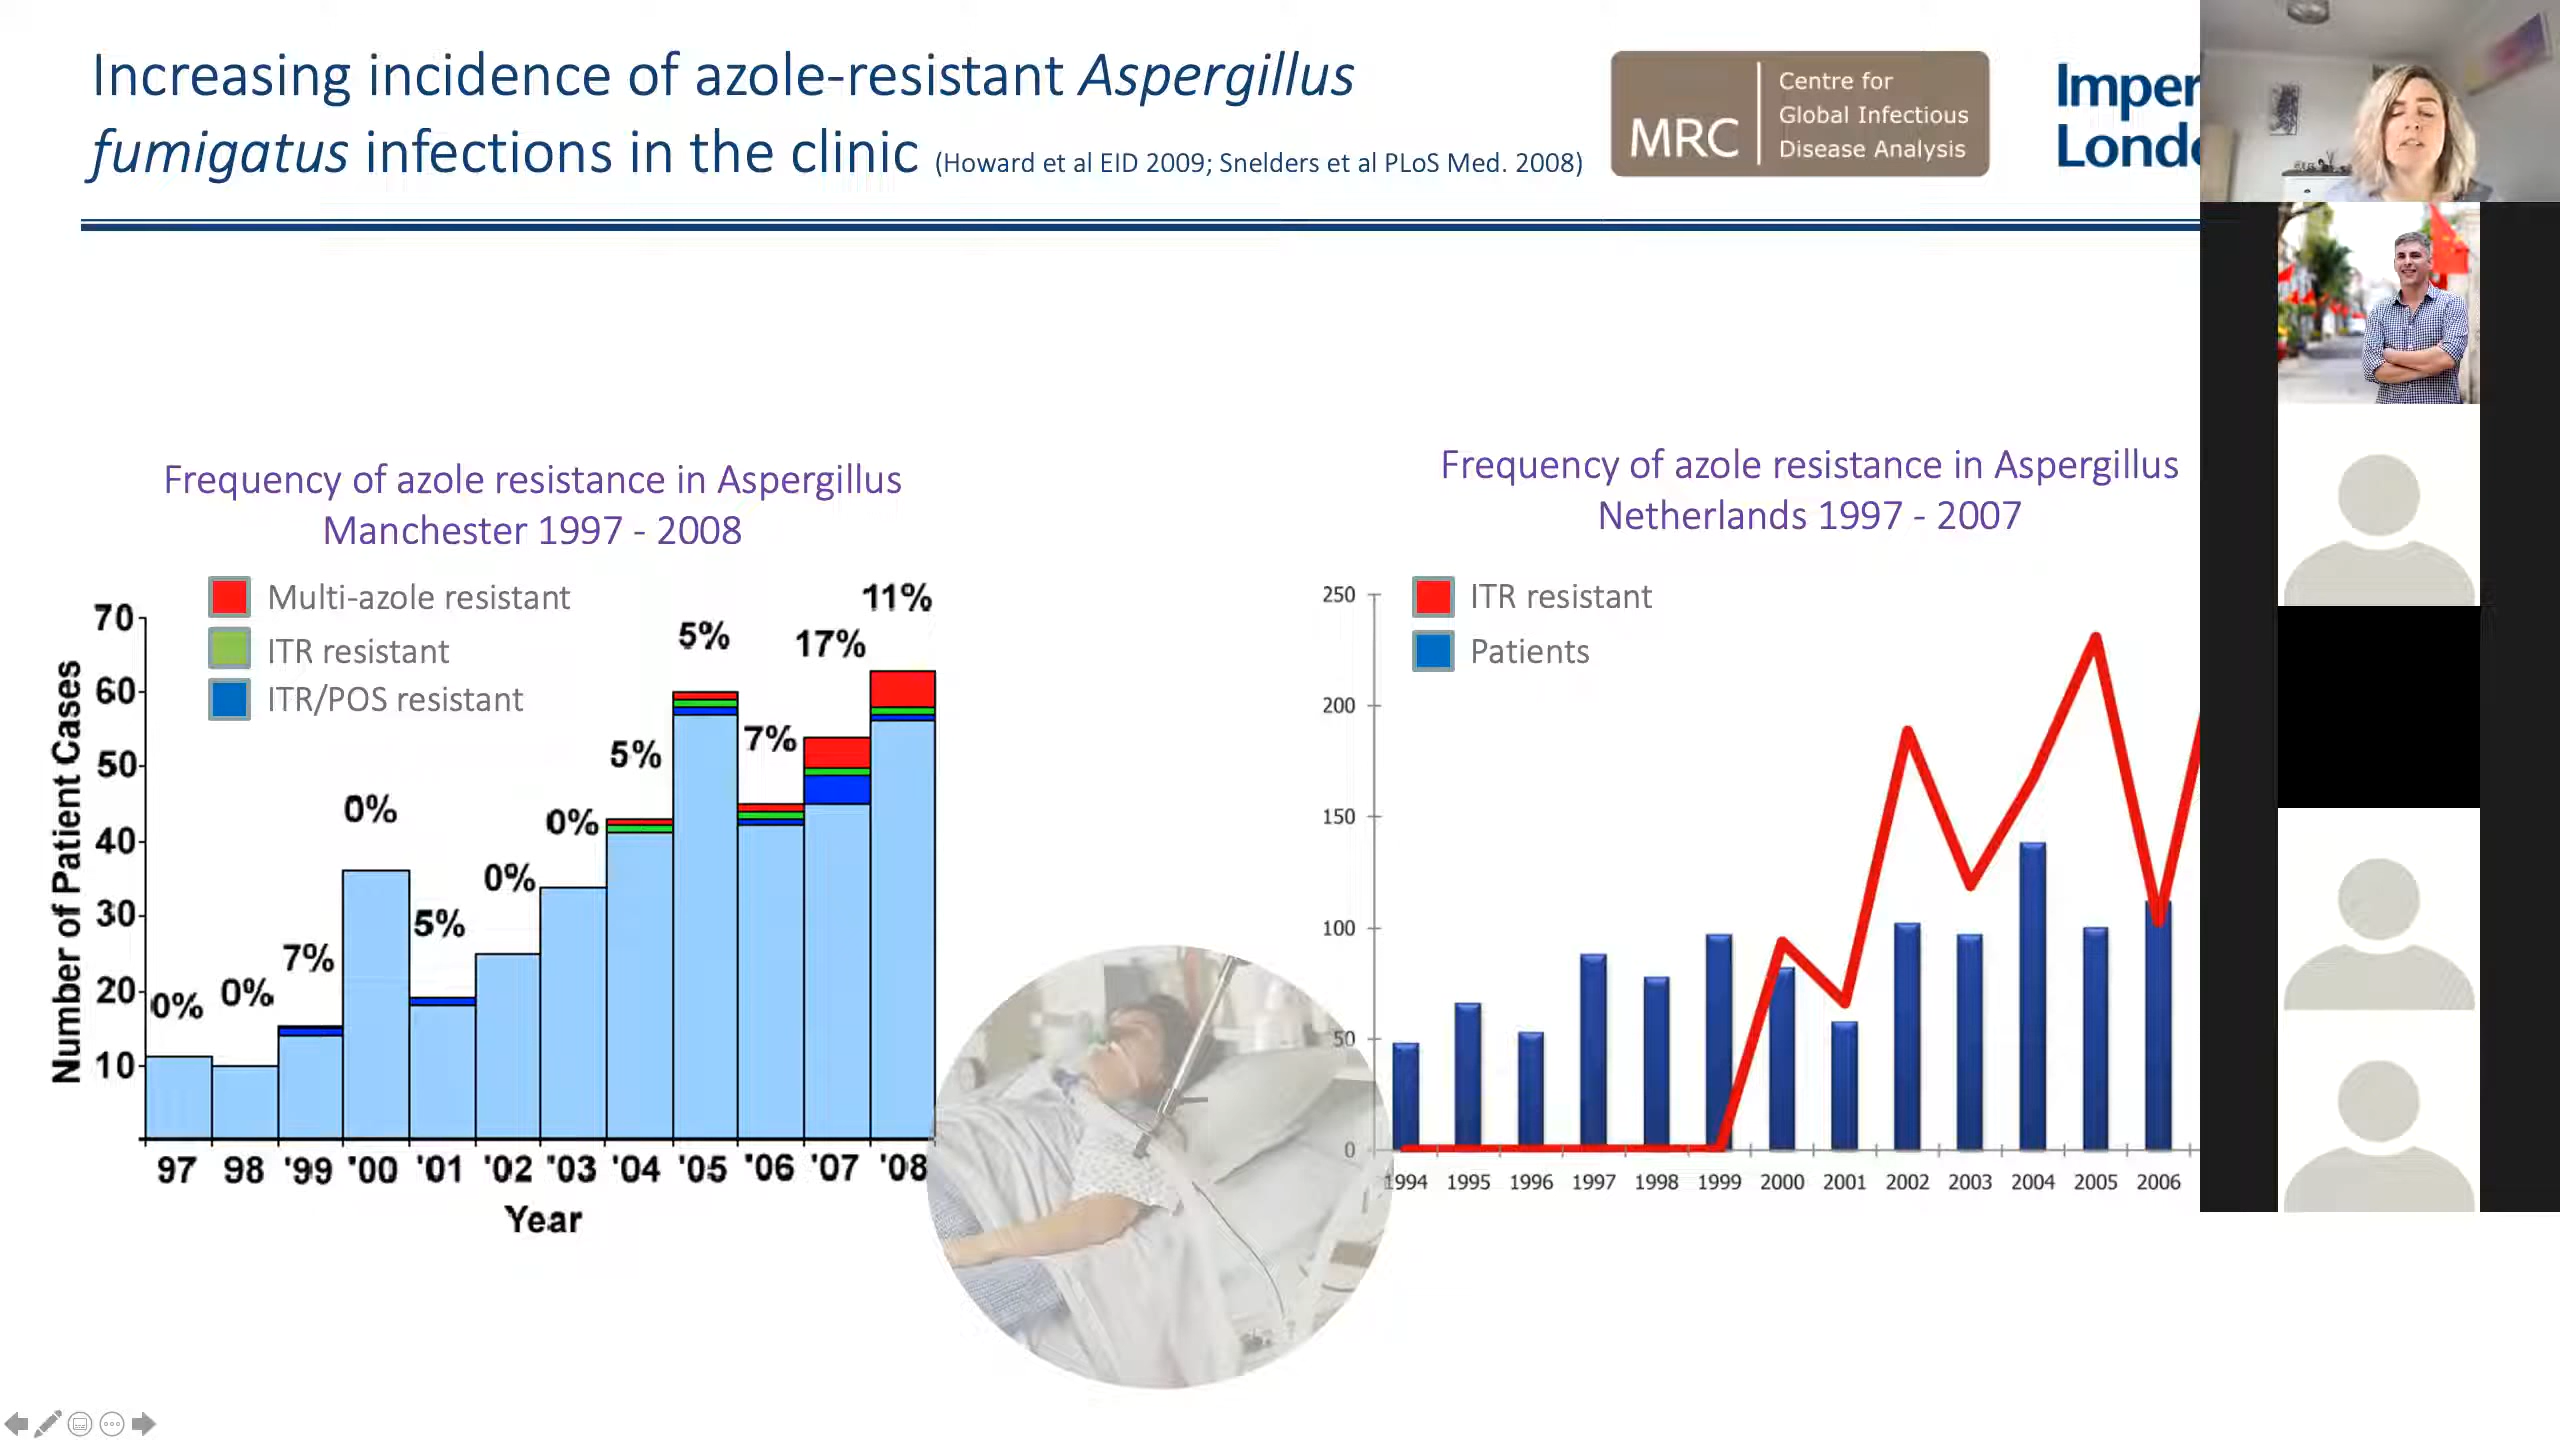 Increasing incidence of azole-resistant Aspergillus
fumigatus infections in the clinic (Howard et al EID 2009; Snelders et al PLoS Med. 2008)
MRC
Centre for
Global Infectious
Disease Analysis
Imper
Lond
Frequency of azole resistance in Aspergillus
Manchester 1997 - 2008
Multi-azole resistant
ITR resistant
ITR/POS resistant
Number of Patient Cases
70
60
50
40
30
20
10
0%
0%
7%
0%
5%
0%
0%
5%
5%
7%
17%
11%
97 98 '99 '00 '01 '02 '03 '04 '05 '06 '07 '08
Year
Frequency of azole resistance in Aspergillus
Netherlands 1997 - 2007
ITR resistant
Patients
250
200
150
100
50
0
1994 1995 1996 1997 1998 1999 2000 2001 2002 2003 2004 2005 2006